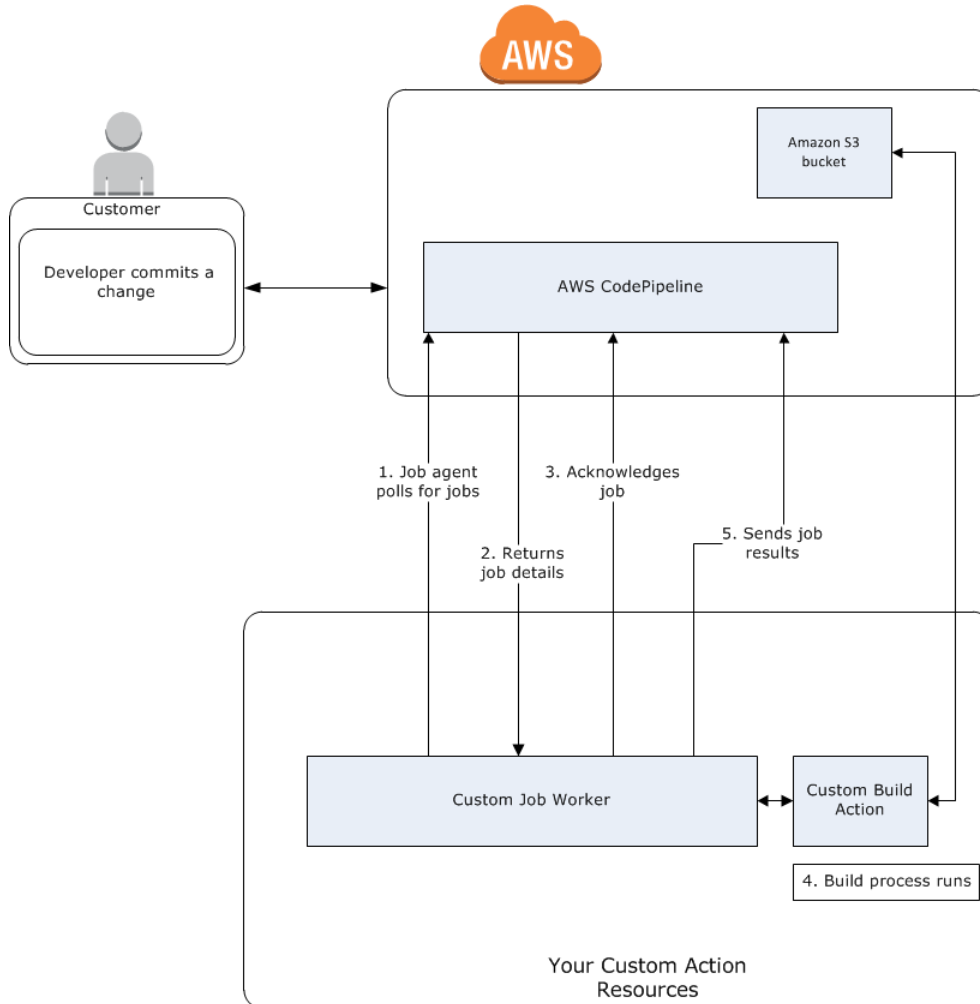 AWS
Amazon S3
bucket
Customer
Developer commits a
change
AWS CodePipeline
1. Job agent
polls for jobs
3. Acknowledges
job
2. Returns
job details
5. Sends job
results
Custom Job Worker
Custom Build
Action
4. Build process runs
Your Custom Action
Resources